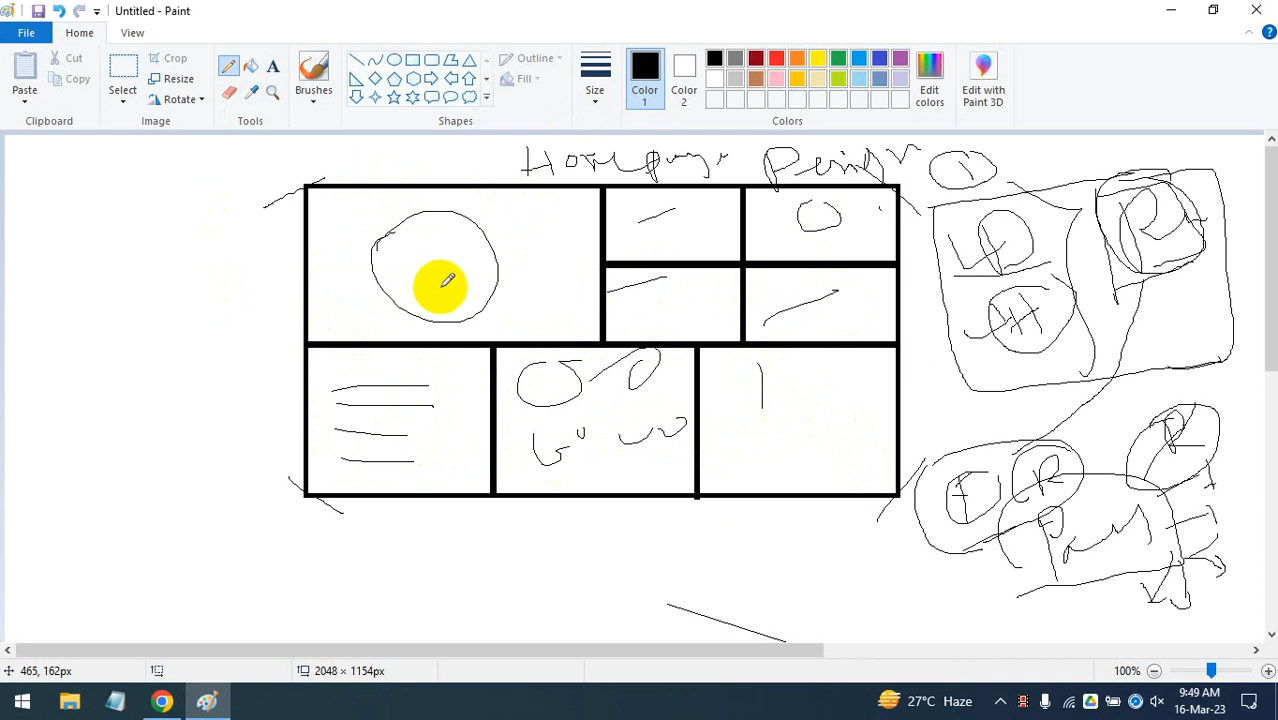 Untitled - Paint
File
Home
View
Paste
Cut
Copy
Clipboard
Select
Crop
Resize
Rotate
Image
Tools
Brushes
Shapes
Outline
Fill
Size
Color
1
Color
2
Edit
colors
Edit with
Paint 3D
Colors
Homepage
P
1
P
R
H
T
R
R
P
465, 162px
2048 × 1154px
100%
27°C Haze
9:49 AM
16-Mar-23